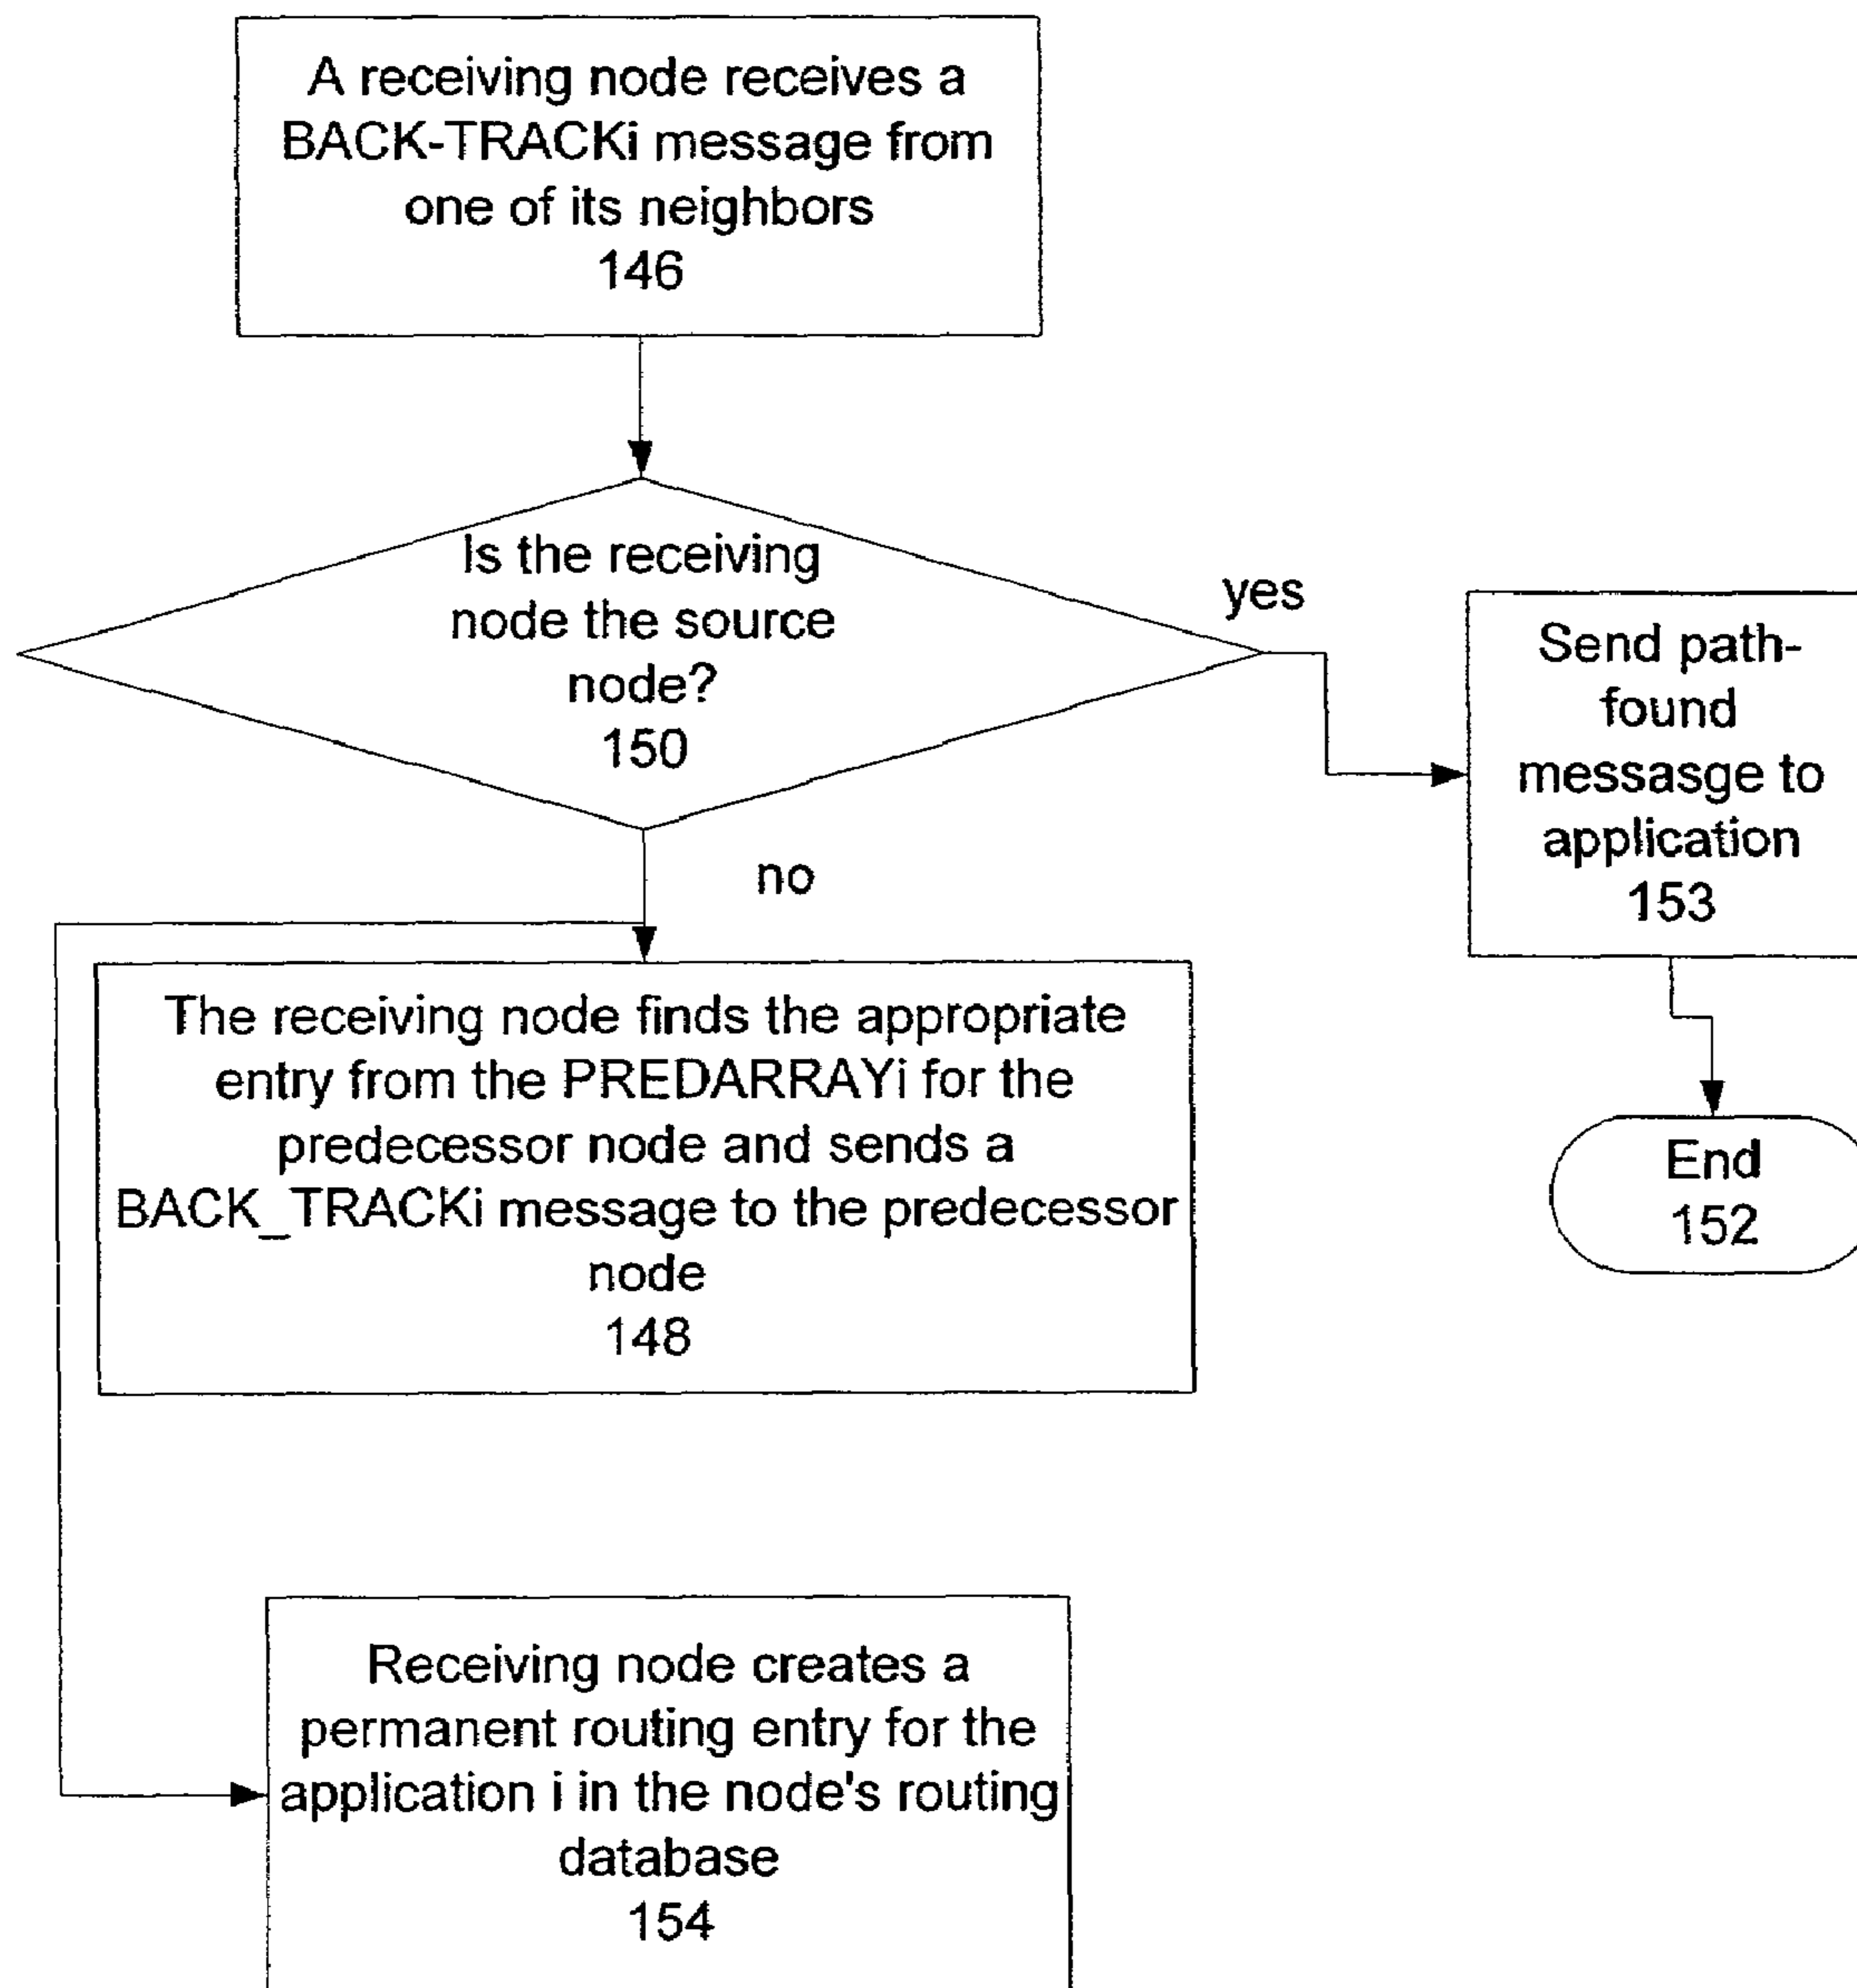 A receiving node receives a
BACK-TRACKi message from
one of its neighbors
146
Is the receiving
node the source
node?
150
yes
Send path-
found
messasge to
application
153
no
The receiving node finds the appropriate
entry from the PREDARRAYi for the
predecessor node and sends a
BACK_TRACKi message to the predecessor
node
148
End
152
Receiving node creates a
permanent routing entry for the
application i in the node's routing
database
154